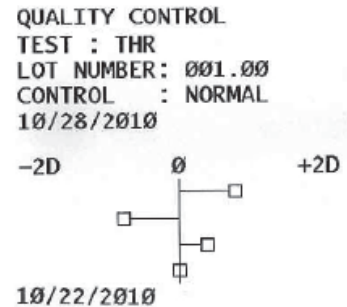 QUALITY CONTROL
TEST : THR
LOT NUMBER: 001.00
CONTROL : NORMAL
10/28/2010
-2D 0 +2D
10/22/2010